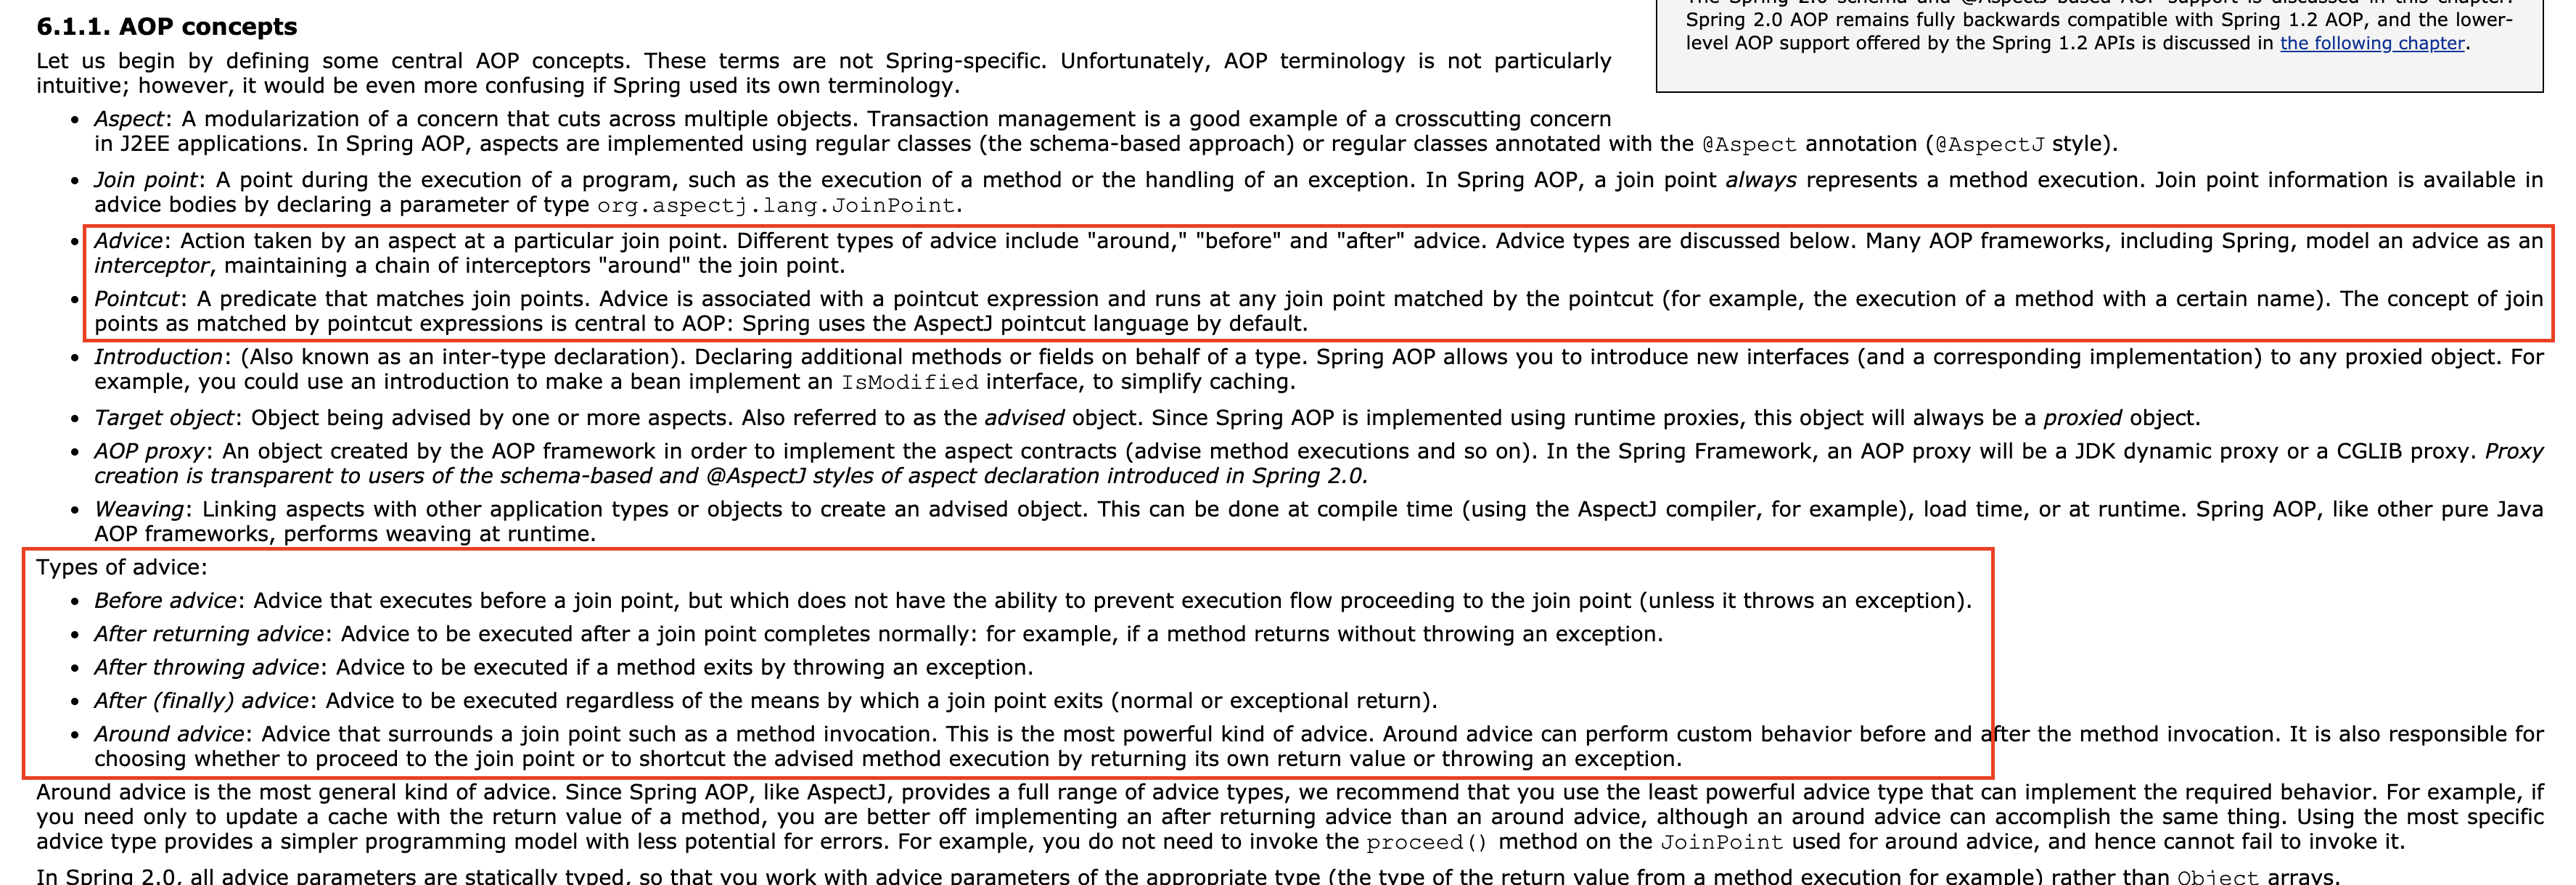 6.1.1. AOP concepts
The Spring 2.0 schema and @AspectJ-based AOP support is discussed in this chapter.
Spring 2.0 AOP remains fully backwards compatible with Spring 1.2 AOP, and the lower-
level AOP support offered by the Spring 1.2 APIs is discussed in the following chapter.
Let us begin by defining some central AOP concepts. These terms are not Spring-specific. Unfortunately, AOP terminology is not particularly
intuitive; however, it would be even more confusing if Spring used its own terminology.
• Aspect: A modularization of a concern that cuts across multiple objects. Transaction management is a good example of a crosscutting concern
in J2EE applications. In Spring AOP, aspects are implemented using regular classes (the schema-based approach) or regular classes annotated with the @Aspect annotation (@AspectJ style).
• Join point: A point during the execution of a program, such as the execution of a method or the handling of an exception. In Spring AOP, a join point always represents a method execution. Join point information is available in
advice bodies by declaring a parameter of type org.aspectj.lang.JoinPoint.
• Advice: Action taken by an aspect at a particular join point. Different types of advice include "around," "before" and "after" advice. Advice types are discussed below. Many AOP frameworks, including Spring, model an advice as an
interceptor, maintaining a chain of interceptors "around" the join point.
• Pointcut: A predicate that matches join points. Advice is associated with a pointcut expression and runs at any join point matched by the pointcut (for example, the execution of a method with a certain name). The concept of join
points as matched by pointcut expressions is central to AOP: Spring uses the AspectJ pointcut language by default.
• Introduction: (Also known as an inter-type declaration). Declaring additional methods or fields on behalf of a type. Spring AOP allows you to introduce new interfaces (and a corresponding implementation) to any proxied object. For
example, you could use an introduction to make a bean implement an IsModified interface, to simplify caching.
• Target object: Object being advised by one or more aspects. Also referred to as the advised object. Since Spring AOP is implemented using runtime proxies, this object will always be a proxied object.
• AOP proxy: An object created by the AOP framework in order to implement the aspect contracts (advise method executions and so on). In the Spring Framework, an AOP proxy will be a JDK dynamic proxy or a CGLIB proxy. Proxy
creation is transparent to users of the schema-based and @AspectJ styles of aspect declaration introduced in Spring 2.0.
• Weaving: Linking aspects with other application types or objects to create an advised object. This can be done at compile time (using the AspectJ compiler, for example), load time, or at runtime. Spring AOP, like other pure Java
AOP frameworks, performs weaving at runtime.
Types of advice:
• Before advice: Advice that executes before a join point, but which does not have the ability to prevent execution flow proceeding to the join point (unless it throws an exception).
• After returning advice: Advice to be executed after a join point completes normally: for example, if a method returns without throwing an exception.
• After throwing advice: Advice to be executed if a method exits by throwing an exception.
• After (finally) advice: Advice to be executed regardless of the means by which a join point exits (normal or exceptional return).
• Around advice: Advice that surrounds a join point such as a method invocation. This is the most powerful kind of advice. Around advice can perform custom behavior before and after the method invocation. It is also responsible for
choosing whether to proceed to the join point or to shortcut the advised method execution by returning its own return value or throwing an exception.
Around advice is the most general kind of advice. Since Spring AOP, like AspectJ, provides a full range of advice types, we recommend that you use the least powerful advice type that can implement the required behavior. For example, if
you need only to update a cache with the return value of a method, you are better off implementing an after returning advice than an around advice, although an around advice can accomplish the same thing. Using the most specific
advice type provides a simpler programming model with less potential for errors. For example, you do not need to invoke the proceed() method on the JoinPoint used for around advice, and hence cannot fail to invoke it.
In Spring 2.0, all advice parameters are statically typed, so that you work with advice parameters of the appropriate type (the type of the return value from a method execution for example) rather than Object arrays.